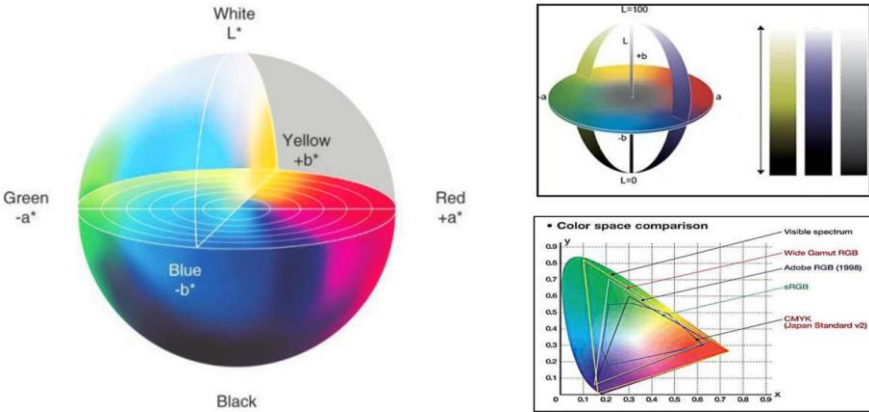 White
L*
Yellow
+b*
Green
-a*
Red
+a*
Blue
-b*
Black
L=100
L
+b
-a
a
-b
L=0
• Color space comparison
y
0.9
0.8
0.7
0.6
0.5
0.4
0.3
0.2
0.1
0 0.1 0.2 0.3 0.4 0.5 0.6 0.7 0.8 0.9
x
Visible spectrum
Wide Gamut RGB
Adobe RGB (1998)
sRGB
CMYK
(Japan Standard v2)